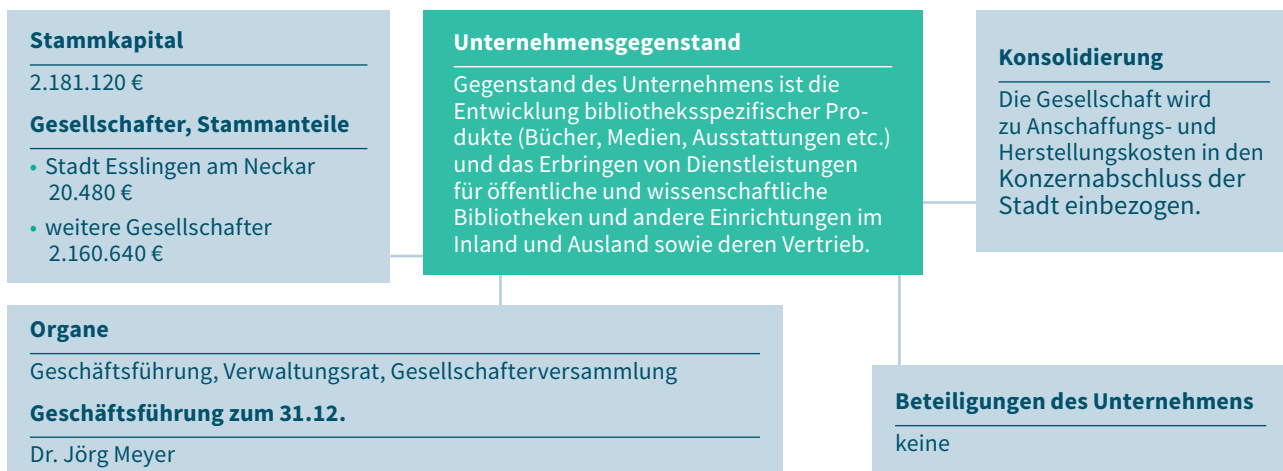 Stammkapital
2.181.120 €
Gesellschafter, Stammanteile
• Stadt Esslingen am Neckar
20.480 €
• weitere Gesellschafter
2.160.640 €
Unternehmensgegenstand
Gegenstand des Unternehmens ist die
Entwicklung bibliotheksspezifischer Pro-
dukte (Bücher, Medien, Ausstattungen etc.)
und das Erbringen von Dienstleistungen
für öffentliche und wissenschaftliche
Bibliotheken und andere Einrichtungen im
Inland und Ausland sowie deren Vertrieb.
Konsolidierung
Die Gesellschaft wird
zu Anschaffungs- und
Herstellungskosten in den
Konzernabschluss der
Stadt einbezogen.
Organe
Geschäftsführung, Verwaltungsrat, Gesellschafterversammlung
Geschäftsführung zum 31.12.
Dr. Jörg Meyer
Beteiligungen des Unternehmens
keine